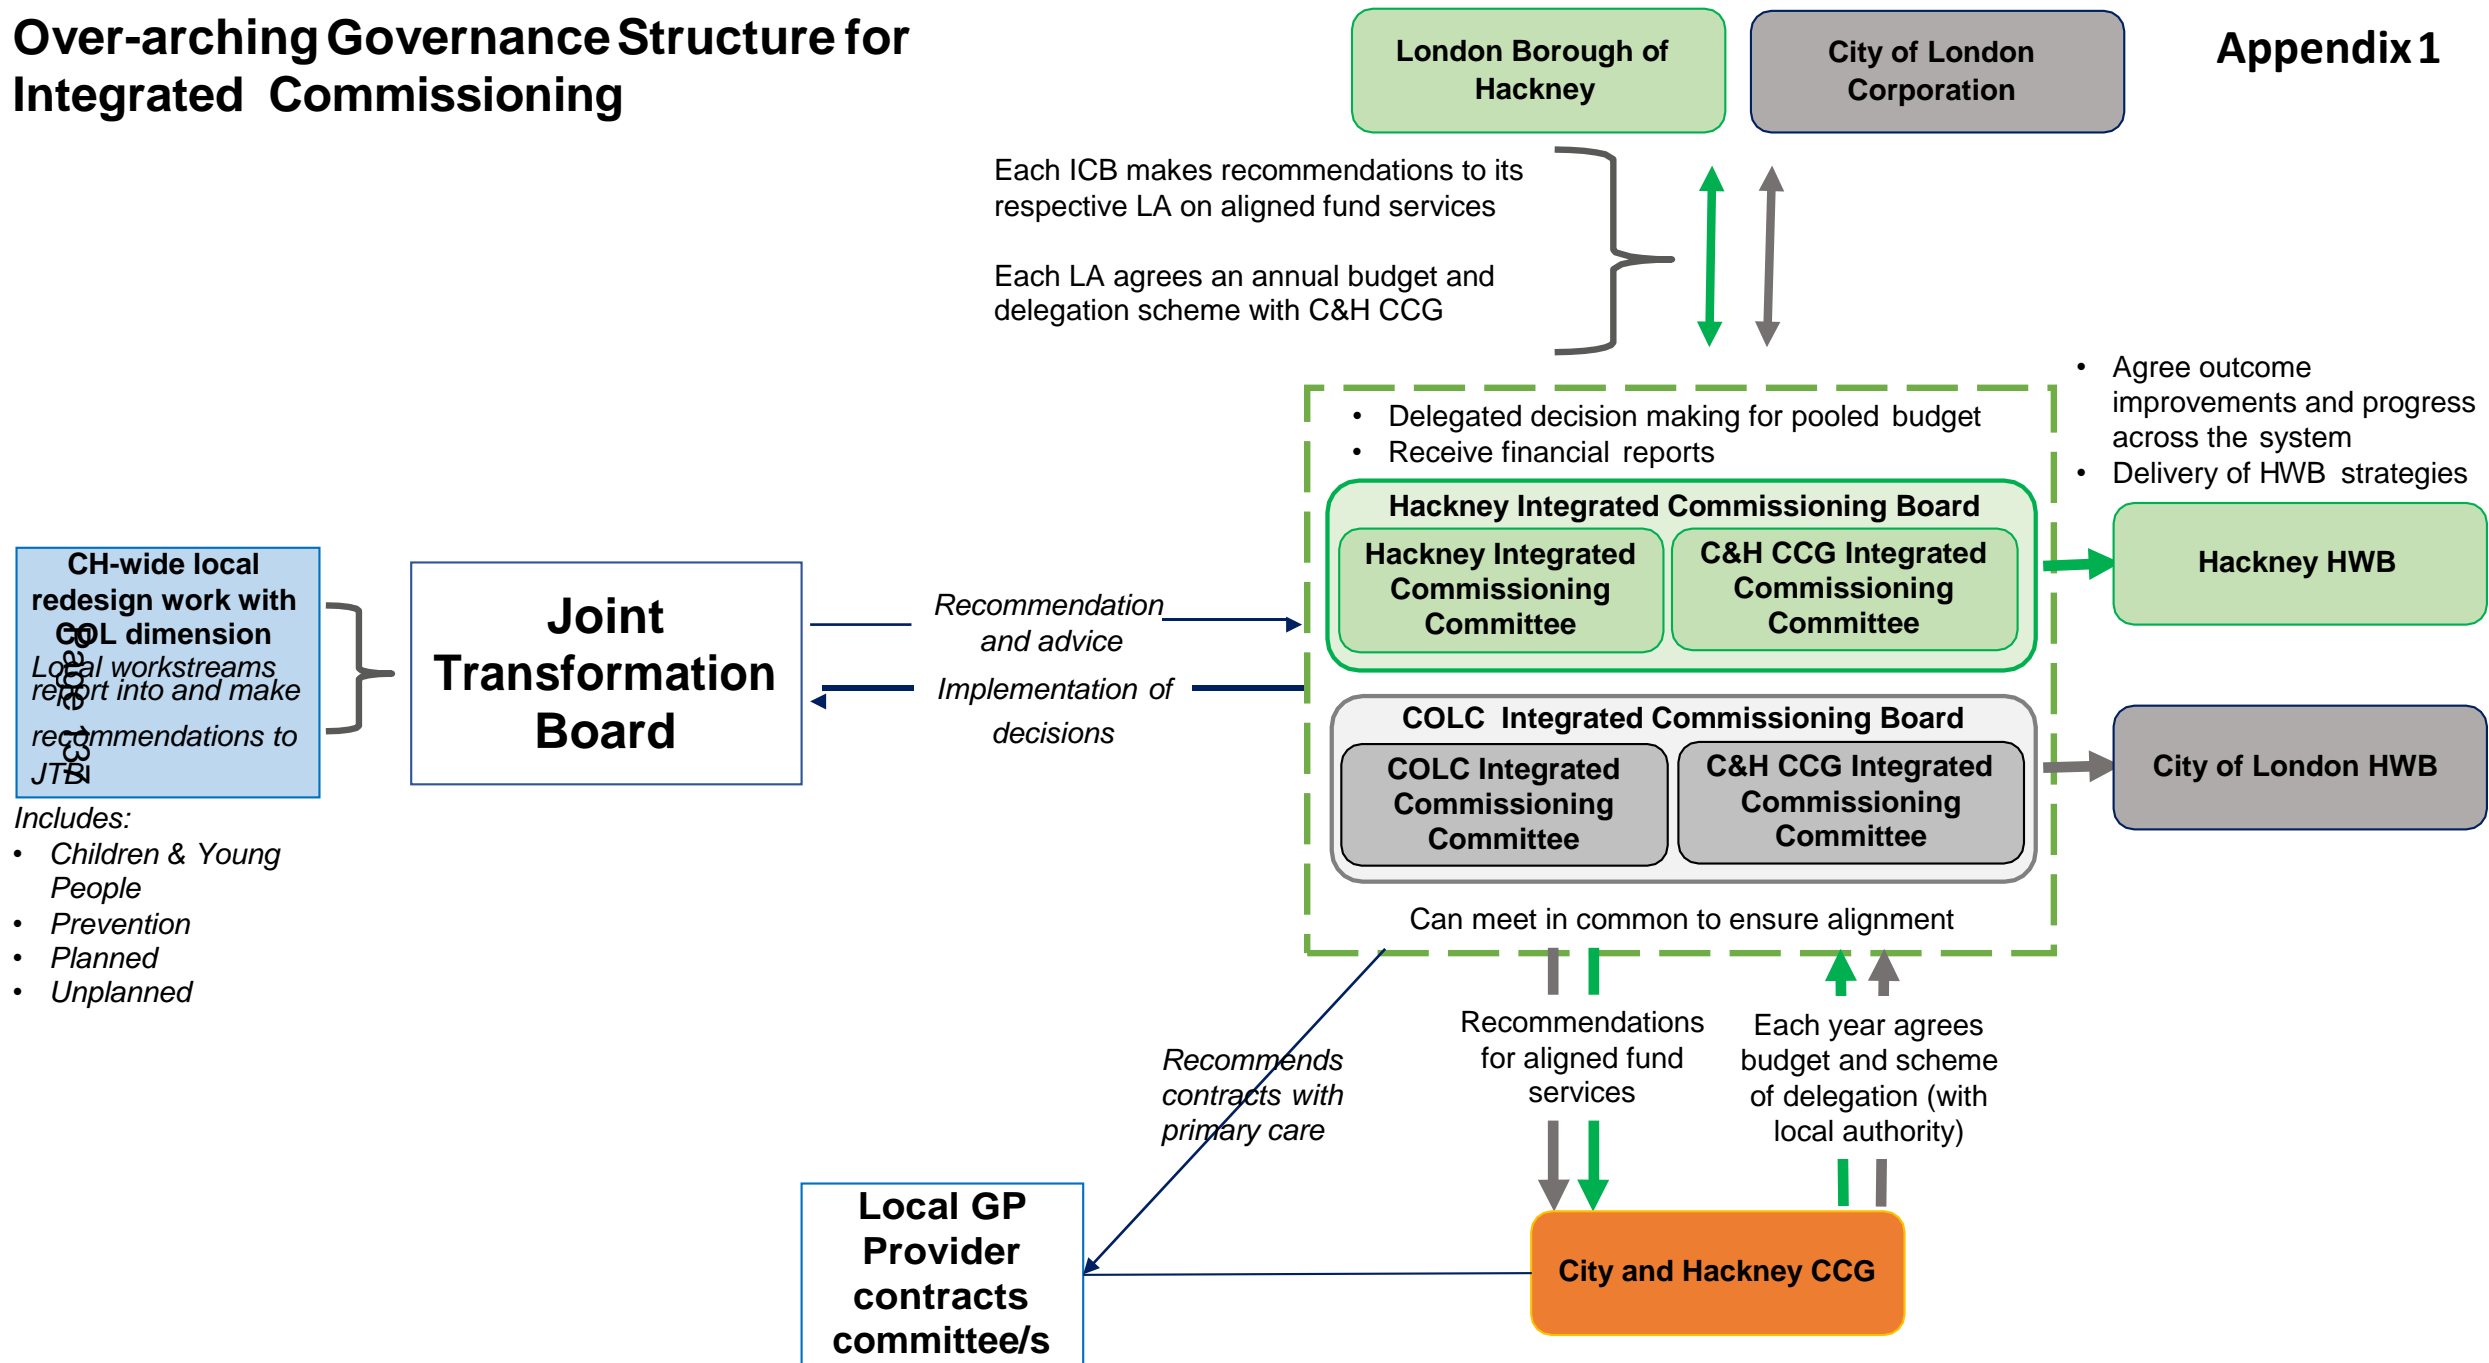 Over-arching Governance Structure for
Integrated Commissioning
London Borough of
Hackney
City of London
Corporation
Appendix 1
Each ICB makes recommendations to its
respective LA on aligned fund services
Each LA agrees an annual budget and
delegation scheme with C&H CCG
• Agree outcome
improvements and progress
across the system
• Delivery of HWB strategies
• Delegated decision making for pooled budget
• Receive financial reports
Hackney Integrated Commissioning Board
Hackney Integrated
Commissioning
Committee
C&H CCG Integrated
Commissioning
Committee
Hackney HWB
CH-wide local
redesign work with
COL dimension
Local workstreams
report into and make
recommendations to
JTB
Page 137
Joint
Transformation
Board
Recommendation
and advice
Implementation of
decisions
COLC Integrated Commissioning Board
COLC Integrated
Commissioning
Committee
C&H CCG Integrated
Commissioning
Committee
City of London HWB
Includes:
• Children & Young
People
• Prevention
• Planned
• Unplanned
Can meet in common to ensure alignment
Recommends
contracts with
primary care
Recommendations
for aligned fund
services
Each year agrees
budget and scheme
of delegation (with
local authority)
Local GP
Provider
contracts
committee/s
City and Hackney CCG